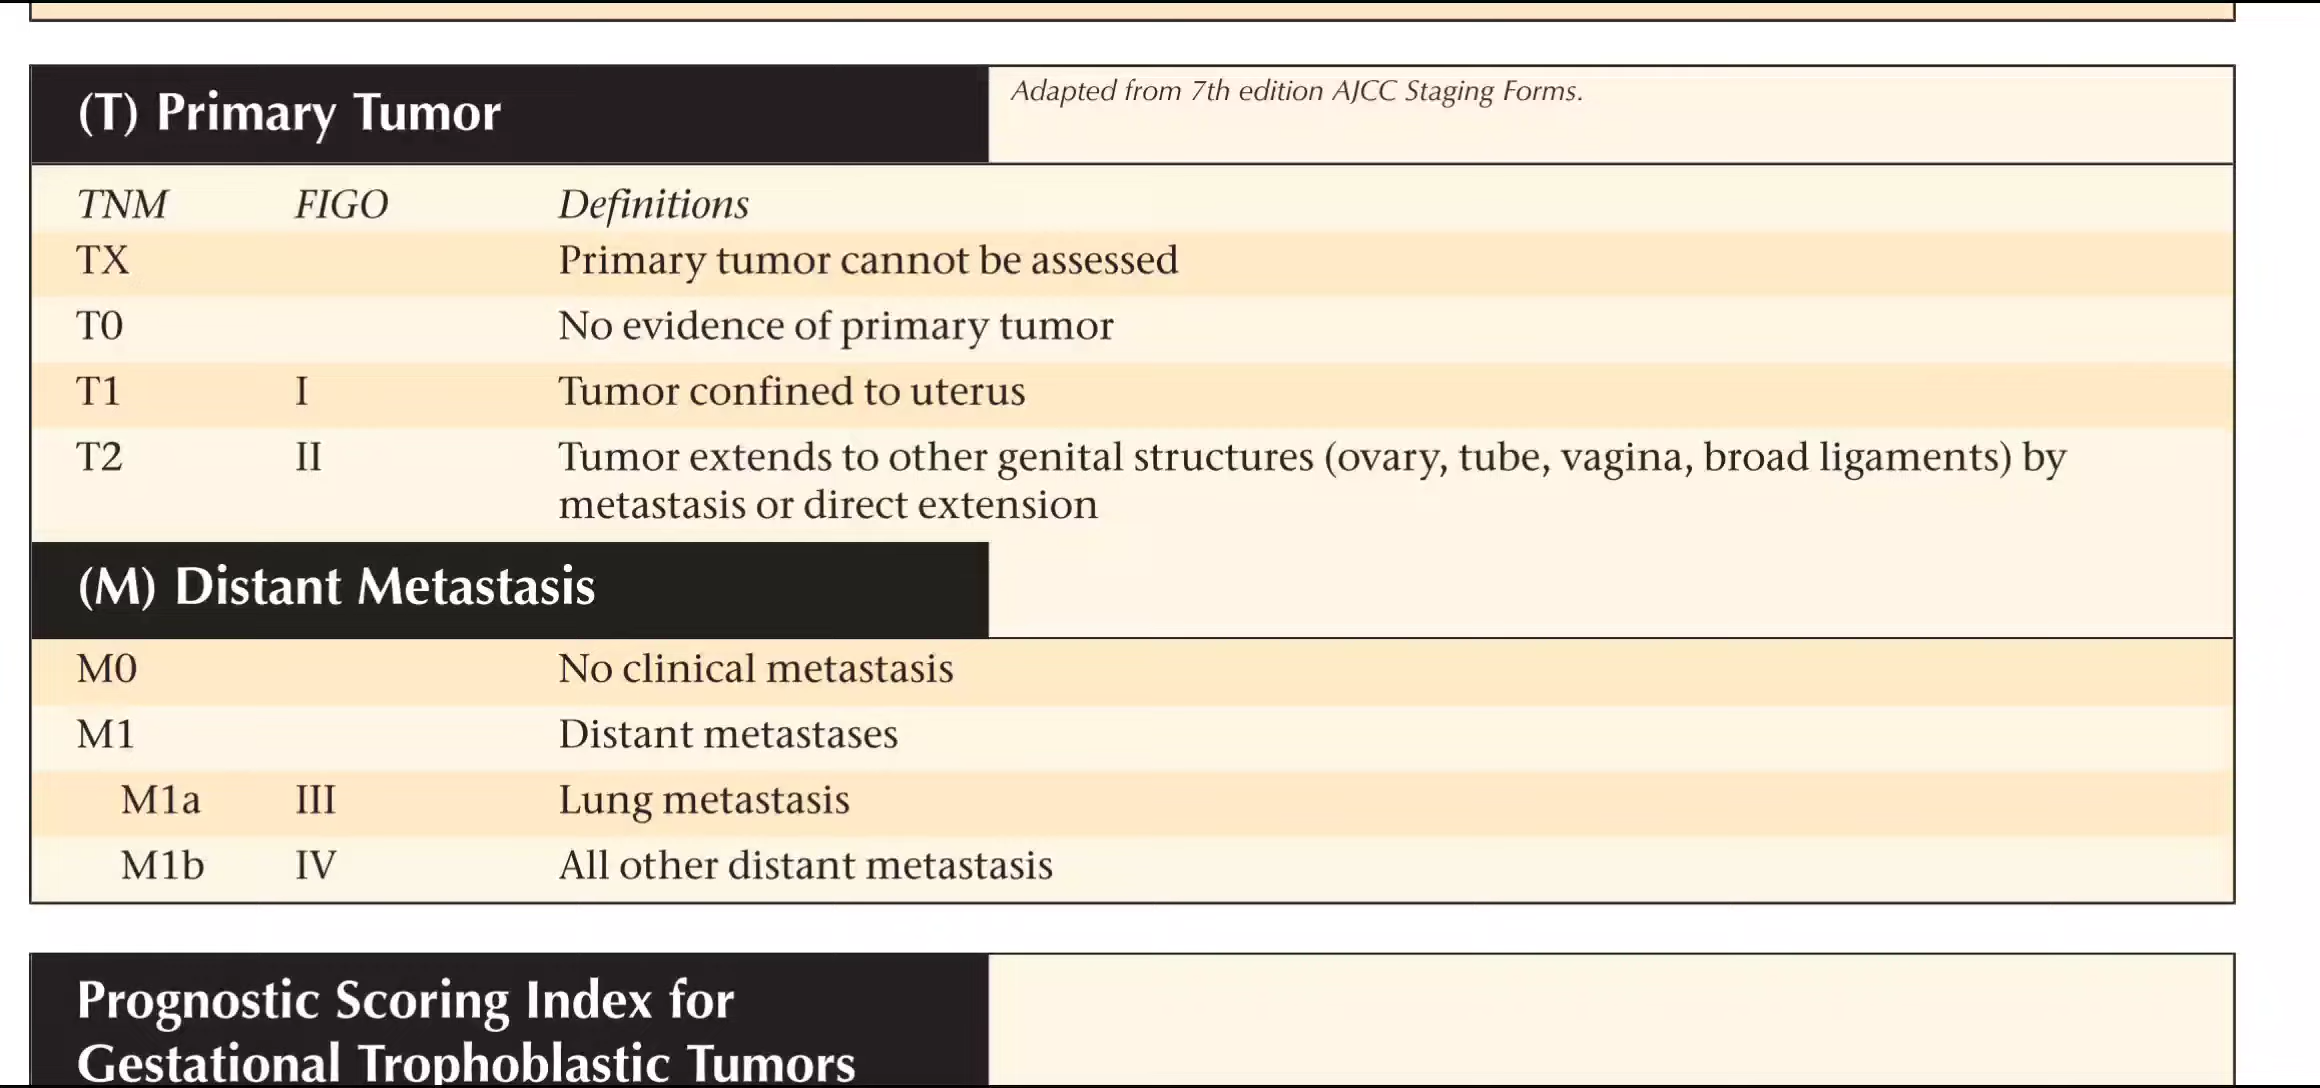 (T) Primary Tumor
Adapted from 7th edition AJCC Staging Forms.
TNM FIGO Definitions
TX Primary tumor cannot be assessed
T0 No evidence of primary tumor
T1 I Tumor confined to uterus
T2 II Tumor extends to other genital structures (ovary, tube, vagina, broad ligaments) by
metastasis or direct extension
(M) Distant Metastasis
M0 No clinical metastasis
M1 Distant metastases
M1a III Lung metastasis
M1b IV All other distant metastasis
Prognostic Scoring Index for
Gestational Trophoblastic Tumors